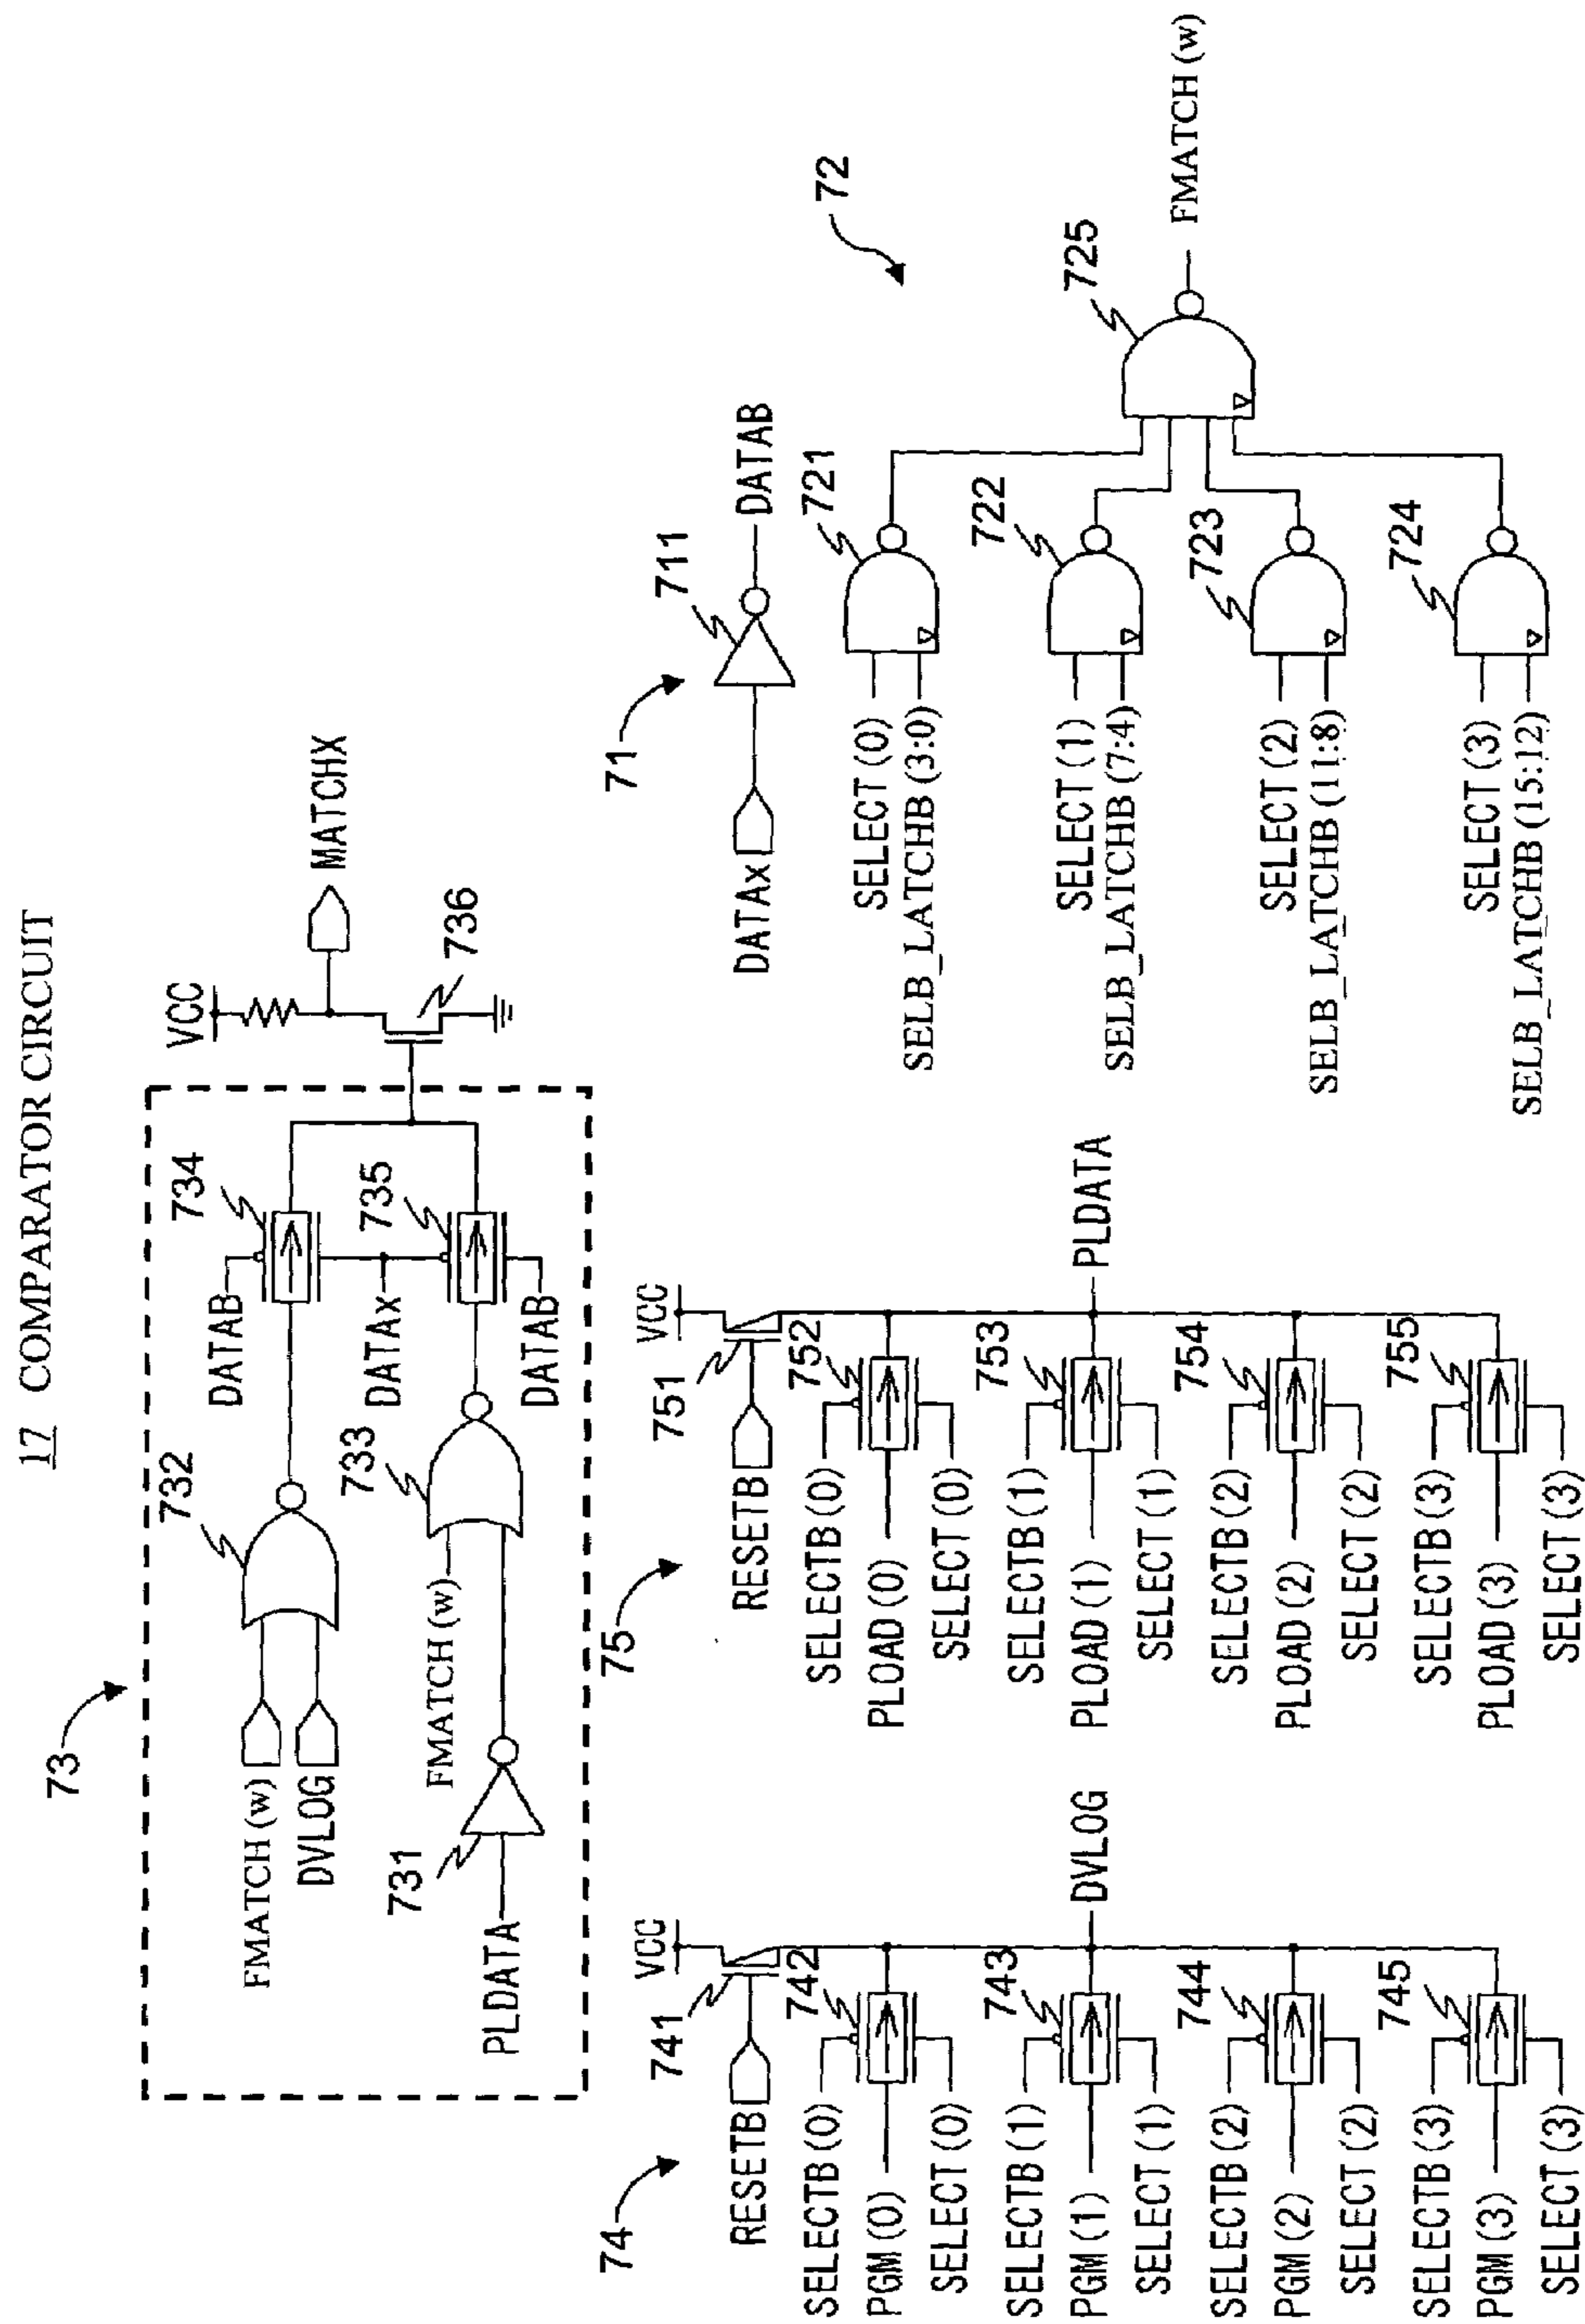 17 COMPARATOR CIRCUIT
73
FMATCH (w)
DVLOG
732
DATAB
734
VCC
MATCHX
736
DATAx
735
DATAB
733
FMATCH (w)
731
PLDATA
74
RESETB
741
VCC
SELECTB (0)
742
PGM (0)
SELECT (0)
SELECTB (1)
743
PGM (1)
SELECT (1)
DVLOG
SELECTB (2)
744
PGM (2)
SELECT (2)
SELECTB (3)
745
PGM (3)
SELECT (3)
75
RESETB
751
VCC
SELECTB (0)
752
PLOAD (0)
SELECT (0)
SELECTB (1)
753
PLOAD (1)
SELECT (1)
PLDATA
SELECTB (2)
754
PLOAD (2)
SELECT (2)
SELECTB (3)
755
PLOAD (3)
SELECT (3)
71
DATAx
711
DATAB
72
SELECT (0)
SELB_LATCHB (3:0)
721
SELECT (1)
SELB_LATCHB (7:4)
722
SELECT (2)
SELB_LATCHB (11:8)
723
SELECT (3)
SELB_LATCHB (15:12)
724
725
FMATCH (w)